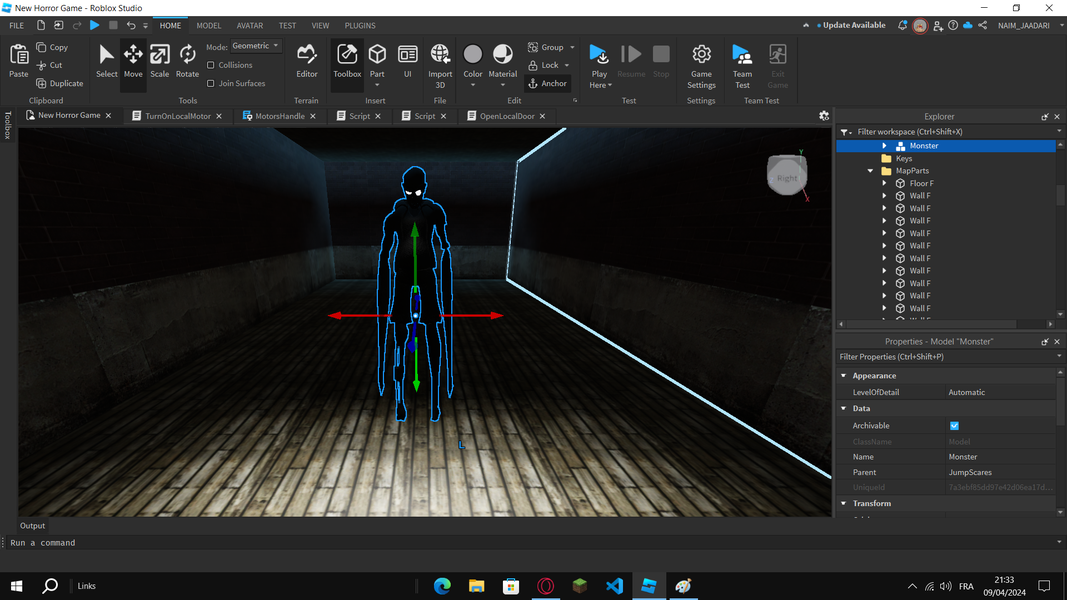 New Horror Game - Roblox Studio
FILE HOME MODEL AVATAR TEST VIEW PLUGINS Update Available NAIM_JAADARI
Paste Copy Cut Duplicate Clipboard
Select Move Scale Rotate Mode: Geometric Collisions Join Surfaces Tools
Editor Terrain
Toolbox Part UI Insert
Import 3D File
Color Material Group Lock Anchor Edit
Play Here Resume Stop Test
Game Settings Settings
Team Test Exit Game Team Test
Toolbox
New Horror Game TurnOnLocalMotor MotorsHandle Script Script OpenLocalDoor
Explorer
Filter workspace (Ctrl+Shift+X)
Monster
Keys
MapParts
Floor F
Wall F
Wall F
Wall F
Wall F
Wall F
Wall F
Wall F
Wall F
Wall F
Wall F
Right
Y
X
L
Properties - Model "Monster"
Filter Properties (Ctrl+Shift+P)
Appearance
LevelOfDetail Automatic
Data
Archivable
ClassName Model
Name Monster
Parent JumpScares
UniqueId 7a3ebf85dd97e42d06ea17d...
Transform
Output
Run a command
Links
FRA
21:33
09/04/2024